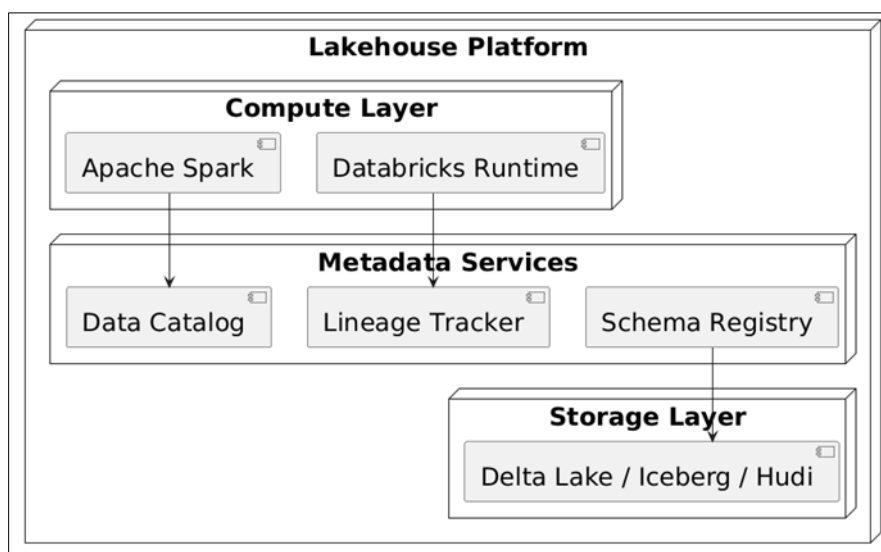 Lakehouse Platform
Compute Layer
Apache Spark
Databricks Runtime
Metadata Services
Data Catalog
Lineage Tracker
Schema Registry
Storage Layer
Delta Lake / Iceberg / Hudi